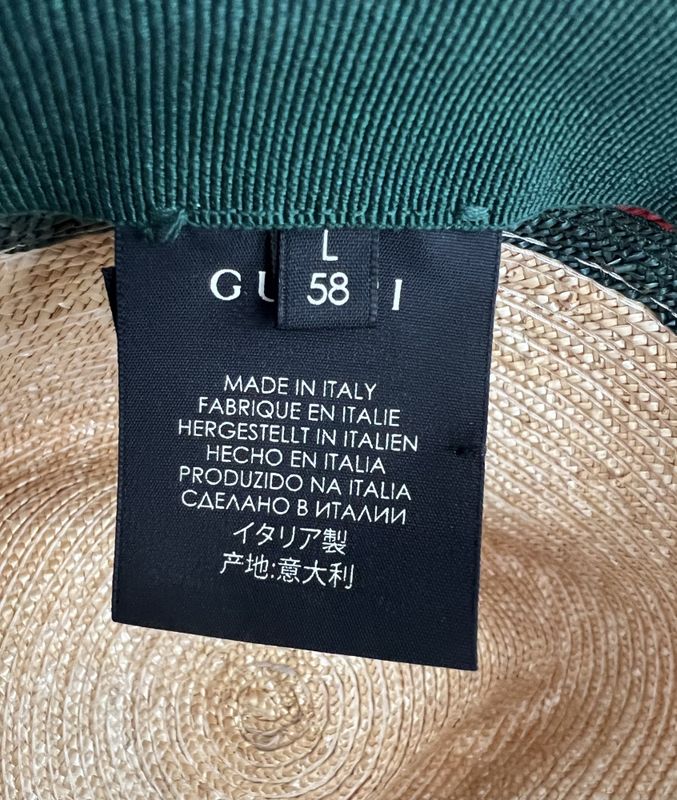 L
58
GUCCI
MADE IN ITALY
FABRIQUE EN ITALIE
HERGESTELLT IN ITALIEN
HECHO EN ITALIA
PRODUZIDO NA ITALIA
СДЕЛАНО В ИТАЛИИ
イタリア製
产地:意大利